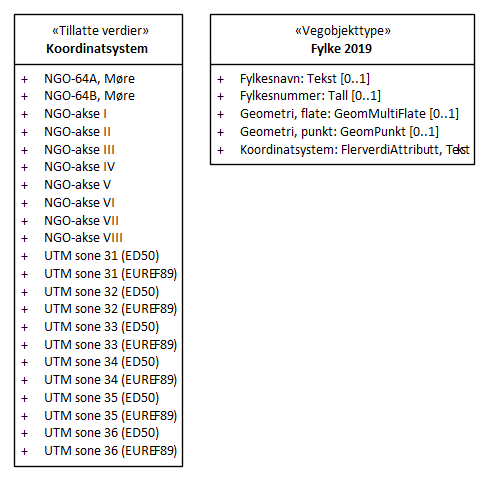 «Tillatte verdier»
Koordinatsystem
+ NGO-64A, Møre
+ NGO-64B, Møre
+ NGO-akse I
+ NGO-akse II
+ NGO-akse III
+ NGO-akse IV
+ NGO-akse V
+ NGO-akse VI
+ NGO-akse VII
+ NGO-akse VIII
+ UTM sone 31 (ED50)
+ UTM sone 31 (EUREF89)
+ UTM sone 32 (ED50)
+ UTM sone 32 (EUREF89)
+ UTM sone 33 (ED50)
+ UTM sone 33 (EUREF89)
+ UTM sone 34 (ED50)
+ UTM sone 34 (EUREF89)
+ UTM sone 35 (ED50)
+ UTM sone 35 (EUREF89)
+ UTM sone 36 (ED50)
+ UTM sone 36 (EUREF89)
«Vegobjekttype»
Fylke 2019
+ Fylkesnavn: Tekst [0..1]
+ Fylkesnummer: Tall [0..1]
+ Geometri, flate: GeomMultiFlate [0..1]
+ Geometri, punkt: GeomPunkt [0..1]
+ Koordinatsystem: FlerverdiAttributt, Tekst